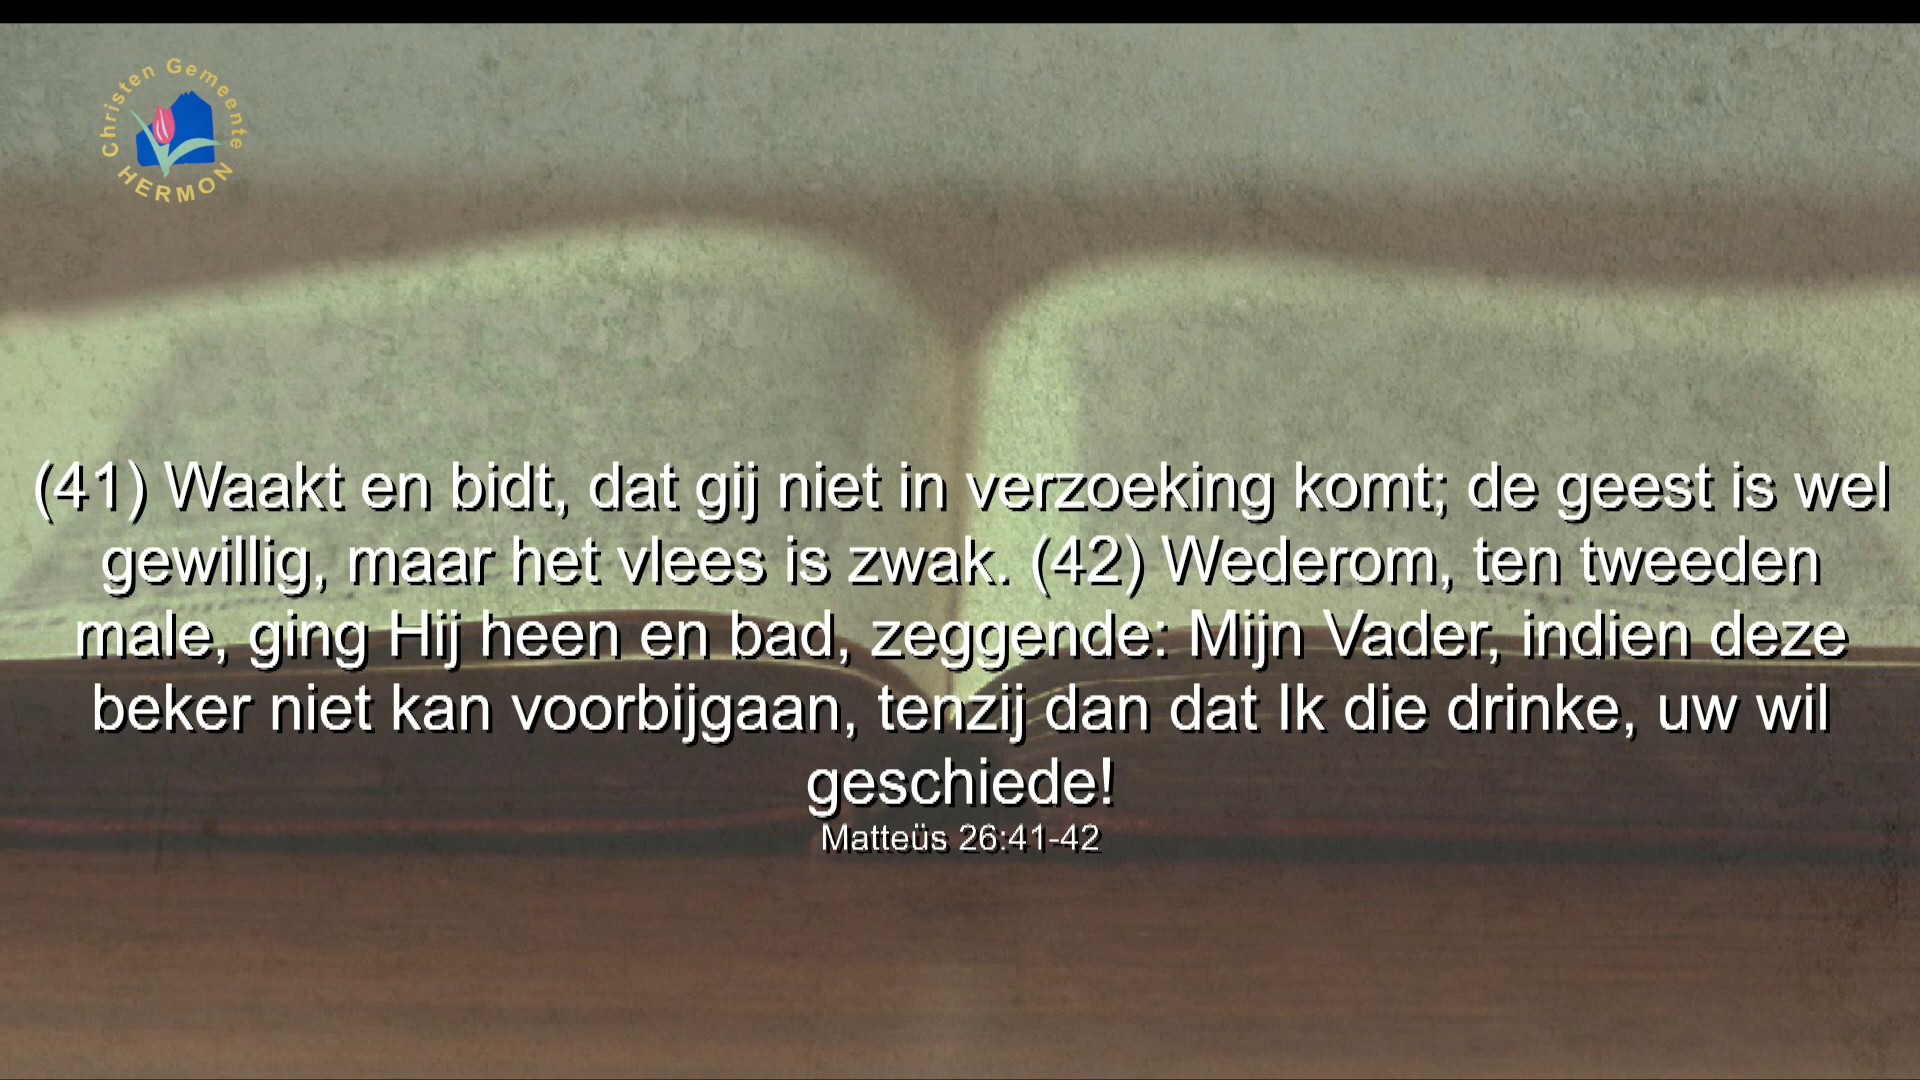 Christen Gemeente
HERMON
(41) Waakt en bidt, dat gij niet in verzoeking komt; de geest is wel
gewillig, maar het vlees is zwak. (42) Wederom, ten tweeden
male, ging Hij heen en bad, zeggende: Mijn Vader, indien deze
beker niet kan voorbijgaan, tenzij dan dat Ik die drinke, uw wil
geschiede!
Matteüs 26:41-42